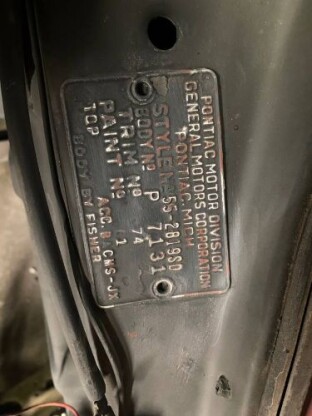 PONTIAC MOTOR DIVISION
GENERAL MOTORS CORPORATION
PONTIAC, MICH
STYLE No 55-2819SD
BODY No P 7131
TRIM No 74
PAINT No 1
TOP ACC.
BODY BY FISHER